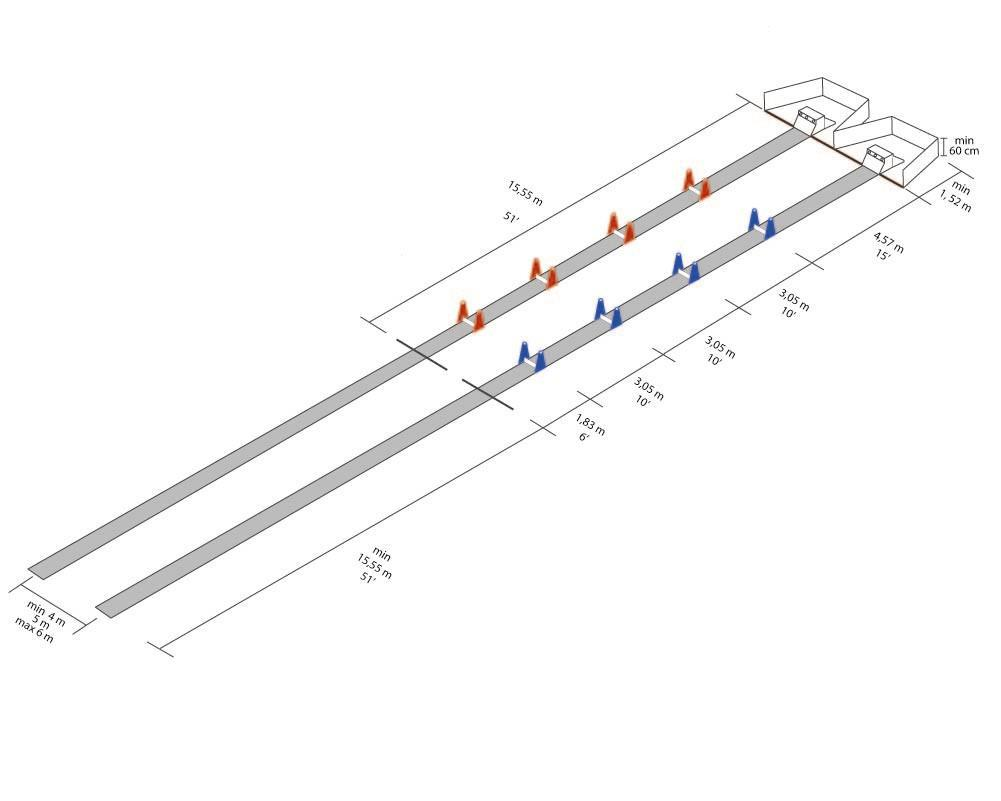 min
60 cm
min
1, 52 m
15,55 m
51′
4,57 m
15′
3,05 m
10′
3,05 m
10′
3,05 m
10′
1,83 m
6′
min
15,55 m
51′
min 4 m
5 m
max 6 m